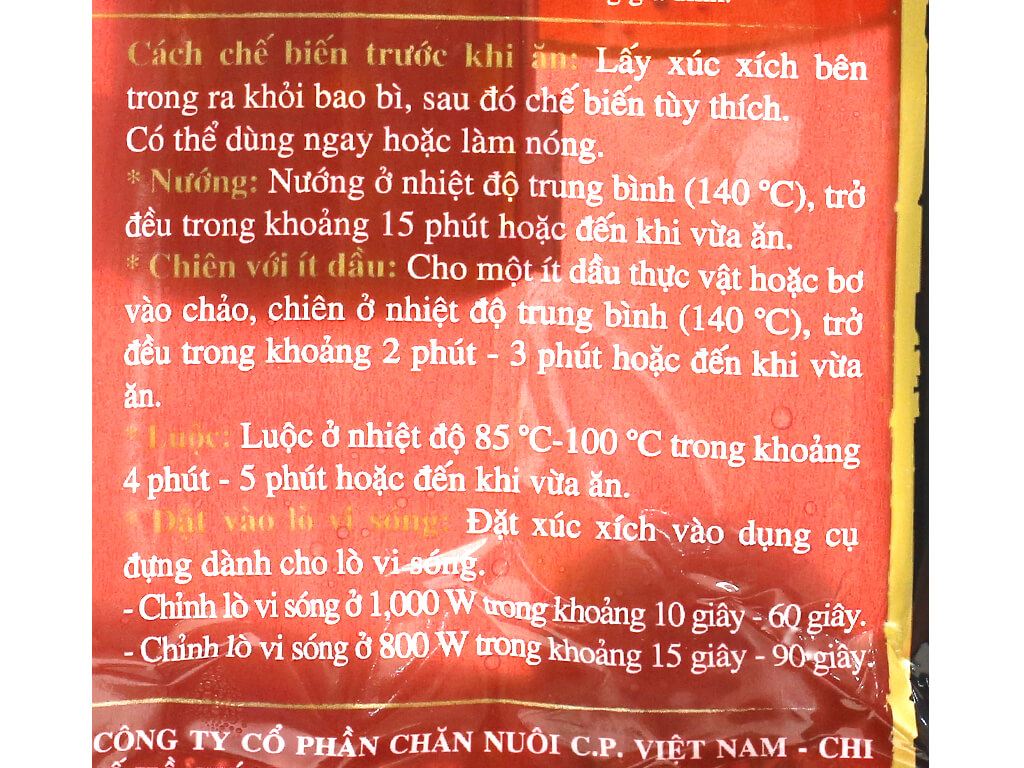 Cách chế biến trước khi ăn: Lấy xúc xích bên
trong ra khỏi bao bì, sau đó chế biến tùy thích.
Có thể dùng ngay hoặc làm nóng.
* Nướng: Nướng ở nhiệt độ trung bình (140 °C), trở
đều trong khoảng 15 phút hoặc đến khi vừa ăn.
* Chiên với ít dầu: Cho một ít dầu thực vật hoặc bơ
vào chảo, chiên ở nhiệt độ trung bình (140 °C), trở
đều trong khoảng 2 phút - 3 phút hoặc đến khi vừa
ăn.
* Luộc: Luộc ở nhiệt độ 85 °C-100 °C trong khoảng
4 phút - 5 phút hoặc đến khi vừa ăn.
* Đặt vào lò vi sóng: Đặt xúc xích vào dụng cụ
đựng dành cho lò vi sóng.
- Chỉnh lò vi sóng ở 1,000 W trong khoảng 10 giây - 60 giây.
- Chỉnh lò vi sóng ở 800 W trong khoảng 15 giây - 90 giây.
CÔNG TY CỔ PHẦN CHĂN NUÔI C.P. VIỆT NAM - CHI